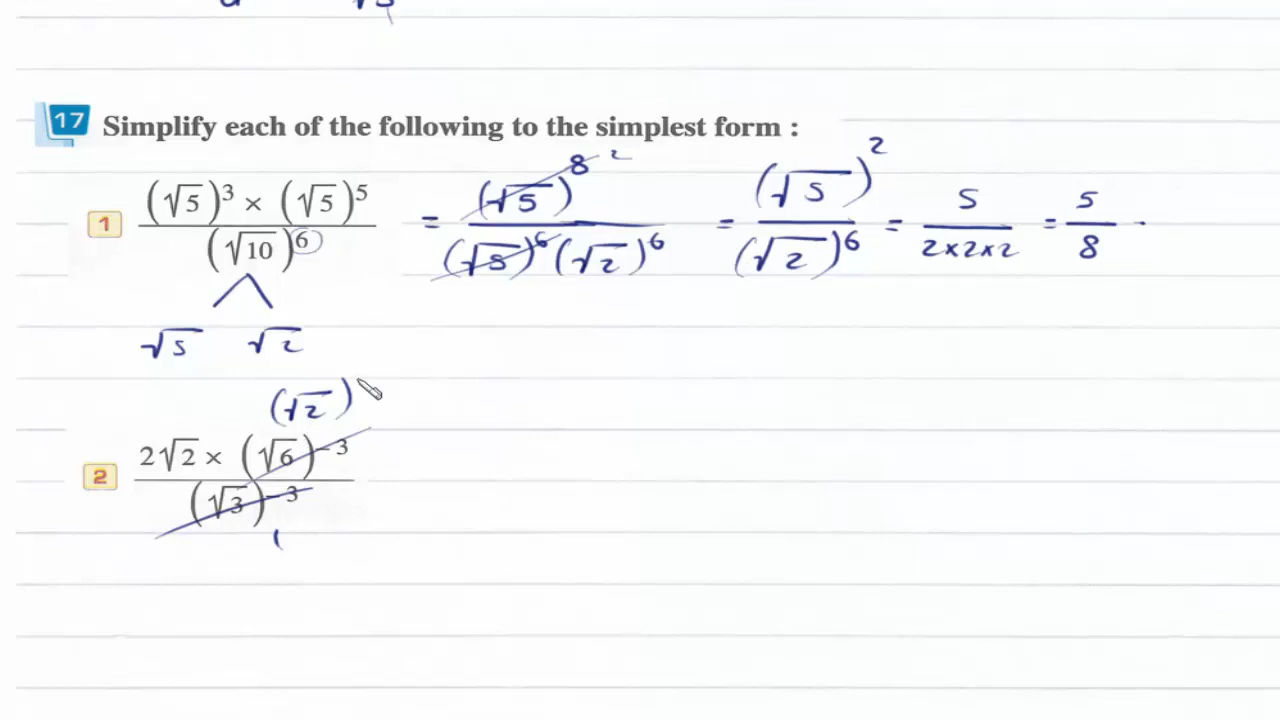 17 Simplify each of the following to the simplest form :
1 (√5)³ × (√5)⁵ / (√10)⁶ = (√5)⁸ ² / (√5)⁶ (√2)⁶ = (√5)² / (√2)⁶ = 5 / 2×2×2 = 5 / 8 .
√5 √2
(√2)
2 2√2 × (√6)⁻³ / (√3)⁻³
1